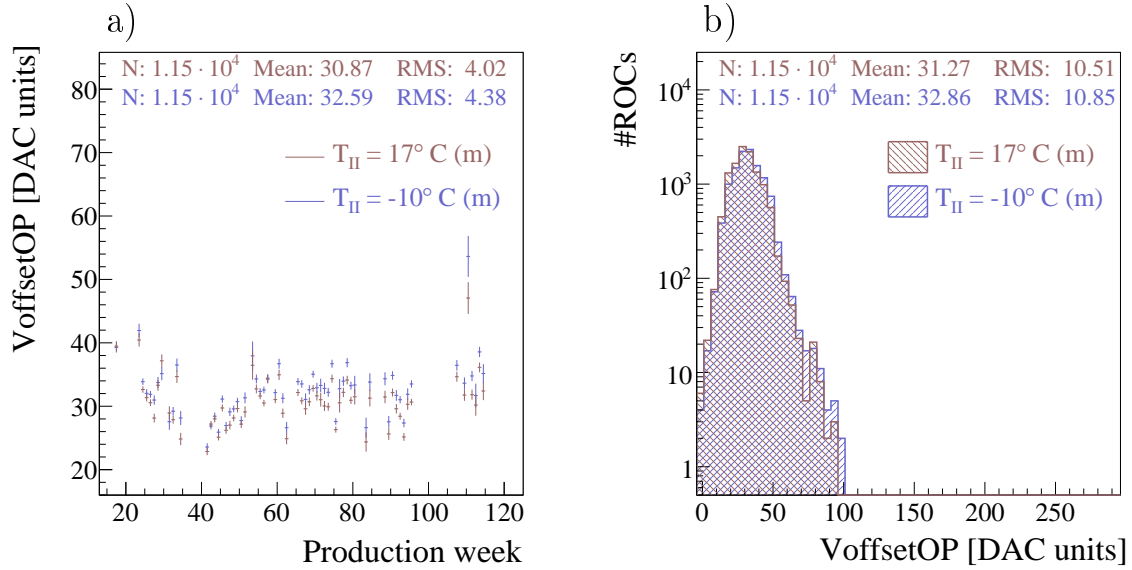 a)
N: 1.15 · 10^4 Mean: 30.87 RMS: 4.02
N: 1.15 · 10^4 Mean: 32.59 RMS: 4.38
T_II = 17° C (m)
T_II = -10° C (m)
VoffsetOP [DAC units]
80
70
60
50
40
30
20
20 40 60 80 100 120
Production week
b)
N: 1.15 · 10^4 Mean: 31.27 RMS: 10.51
N: 1.15 · 10^4 Mean: 32.86 RMS: 10.85
T_II = 17° C (m)
T_II = -10° C (m)
#ROCs
10^4
10^3
10^2
10
1
0 50 100 150 200 250
VoffsetOP [DAC units]